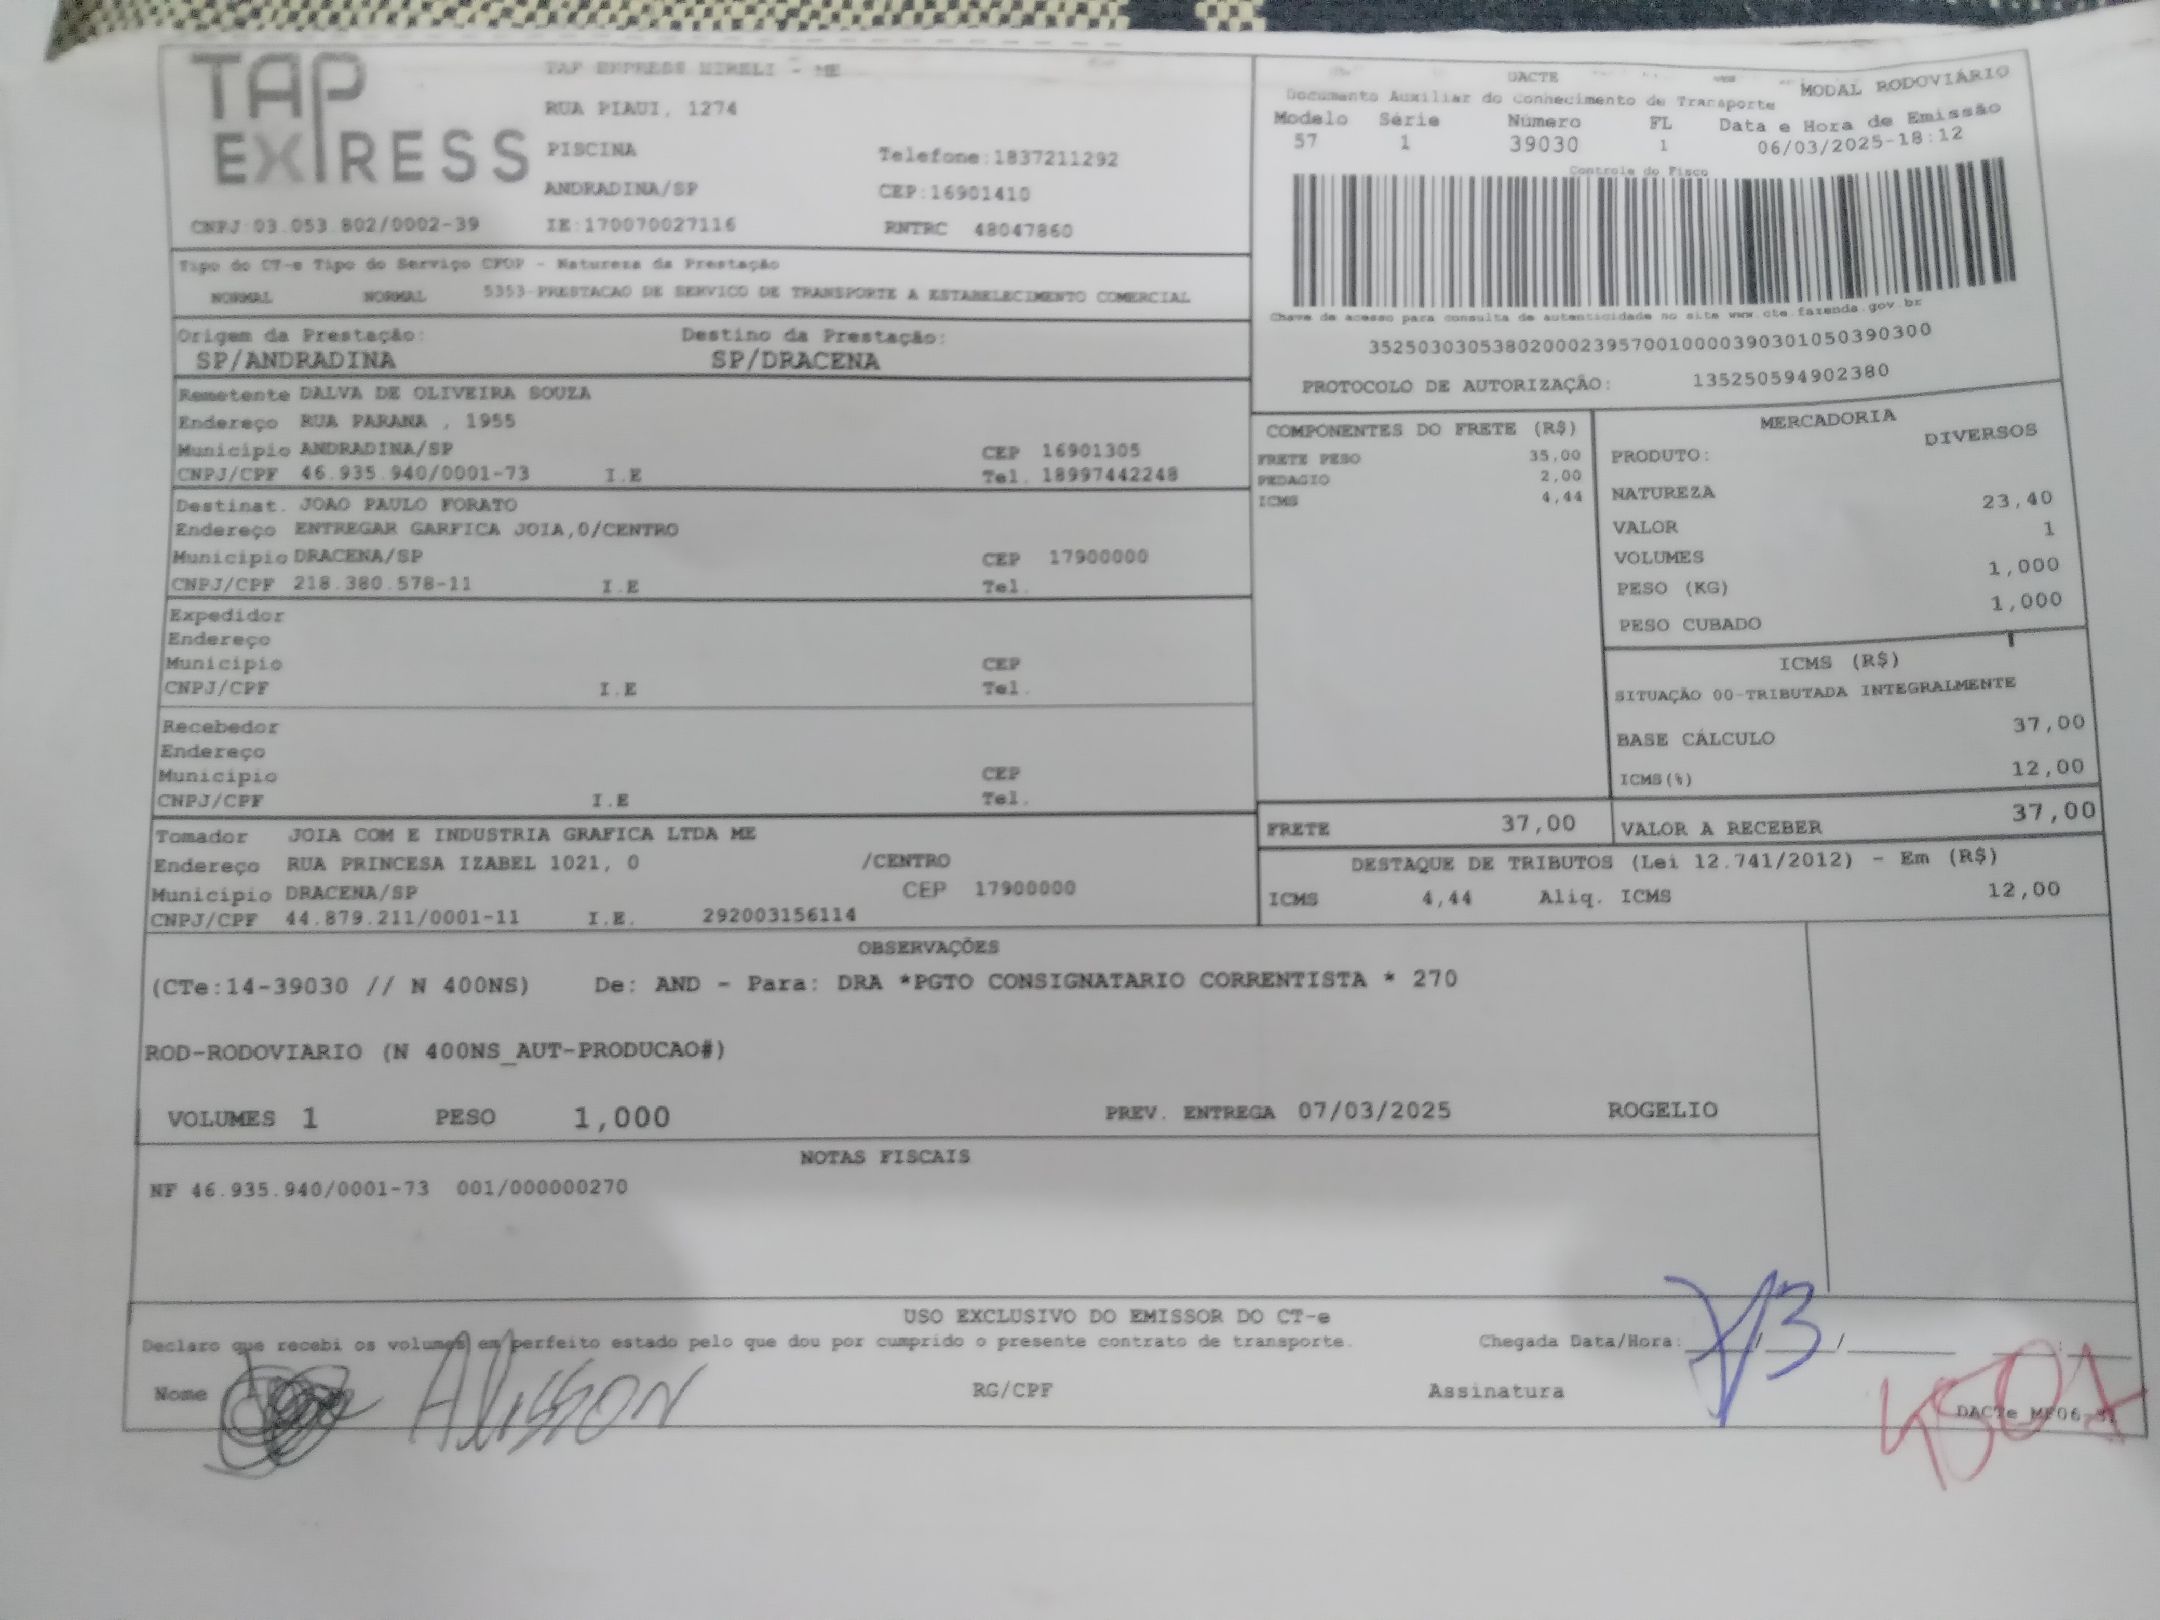 TAP
EXPRESS
TAP EXPRESS EIRELI - ME
RUA PIAUI, 1274
PISCINA Telefone:1837211292
ANDRADINA/SP CEP:16901410
CNPJ:03.053.802/0002-39 IE:170070027116 RNTRC 48047860
DACTE MODAL RODOVIÁRIO
Documento Auxiliar do Conhecimento de Transporte
Modelo Série Número FL Data e Hora de Emissão
57 1 39030 1 06/03/2025-18:12
Controle do Fisco
Chave de acesso para consulta de autenticidade no site www.cte.fazenda.gov.br
35250303053802000239570010000390301050390300
PROTOCOLO DE AUTORIZAÇÃO: 135250594902380
Tipo do CT-e Tipo do Serviço CFOP - Natureza da Prestação
NORMAL NORMAL 5353-PRESTACAO DE SERVICO DE TRANSPORTE A ESTABELECIMENTO COMERCIAL
Origem da Prestação: Destino da Prestação:
SP/ANDRADINA SP/DRACENA
Remetente DALVA DE OLIVEIRA SOUZA
Endereço RUA PARANA , 1955
Município ANDRADINA/SP CEP 16901305
CNPJ/CPF 46.935.940/0001-73 I.E Tel. 18997442248
Destinat. JOAO PAULO FORATO
Endereço ENTREGAR GARFICA JOIA,0/CENTRO
Município DRACENA/SP CEP 17900000
CNPJ/CPF 218.380.578-11 I.E Tel.
Expedidor
Endereço
Município CEP
CNPJ/CPF I.E Tel.
Recebedor
Endereço
Município CEP
CNPJ/CPF I.E Tel.
Tomador JOIA COM E INDUSTRIA GRAFICA LTDA ME
Endereço RUA PRINCESA IZABEL 1021, 0 /CENTRO
Município DRACENA/SP CEP 17900000
CNPJ/CPF 44.879.211/0001-11 I.E. 292003156114
COMPONENTES DO FRETE (R$)
FRETE PESO 35,00
PEDAGIO 2,00
ICMS 4,44
MERCADORIA
PRODUTO: DIVERSOS
NATUREZA
VALOR 23,40
VOLUMES 1
PESO (KG) 1,000
PESO CUBADO 1,000
ICMS (R$)
SITUAÇÃO 00-TRIBUTADA INTEGRALMENTE
BASE CÁLCULO 37,00
ICMS(%) 12,00
FRETE 37,00 VALOR A RECEBER 37,00
DESTAQUE DE TRIBUTOS (Lei 12.741/2012) - Em (R$)
ICMS 4,44 Aliq. ICMS 12,00
OBSERVAÇÕES
(CTe:14-39030 // N 400NS) De: AND - Para: DRA *PGTO CONSIGNATARIO CORRENTISTA * 270
ROD-RODOVIARIO (N 400NS_AUT-PRODUCAO#)
VOLUMES 1 PESO 1,000 PREV. ENTREGA 07/03/2025 ROGELIO
NOTAS FISCAIS
NF 46.935.940/0001-73 001/000000270
USO EXCLUSIVO DO EMISSOR DO CT-e
Declaro que recebi os volumes em perfeito estado pelo que dou por cumprido o presente contrato de transporte. Chegada Data/Hora: / /
Nome Alisson RG/CPF Assinatura